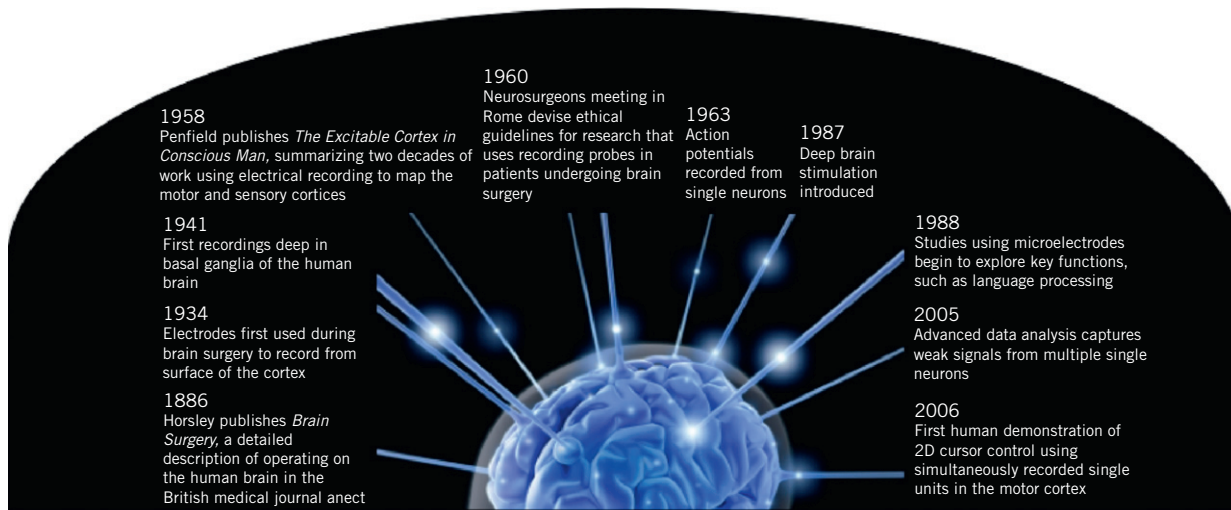 1886
Horsley publishes Brain
Surgery, a detailed
description of operating on
the human brain in the
British medical journal anect
1934
Electrodes first used during
brain surgery to record from
surface of the cortex
1941
First recordings deep in
basal ganglia of the human
brain
1958
Penfield publishes The Excitable Cortex in
Conscious Man, summarizing two decades of
work using electrical recording to map the
motor and sensory cortices
1960
Neurosurgeons meeting in
Rome devise ethical
guidelines for research that
uses recording probes in
patients undergoing brain
surgery
1963
Action
potentials
recorded from
single neurons
1987
Deep brain
stimulation
introduced
1988
Studies using microelectrodes
begin to explore key functions,
such as language processing
2005
Advanced data analysis captures
weak signals from multiple single
neurons
2006
First human demonstration of
2D cursor control using
simultaneously recorded single
units in the motor cortex